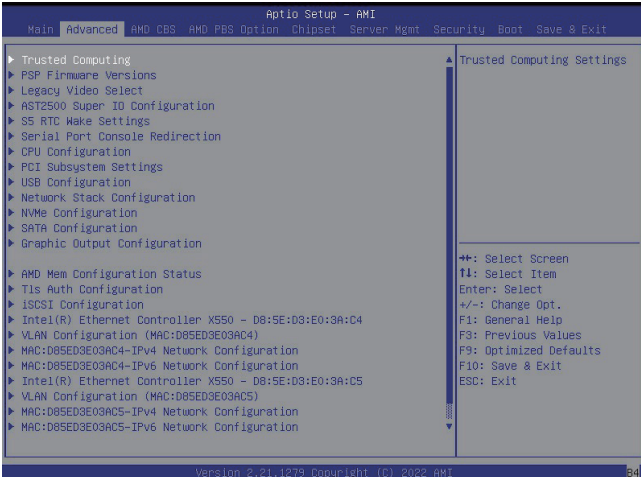 Aptio Setup – AMI
Main Advanced AMD CBS AMD PBS Option Chipset Server Mgmt Security Boot Save & Exit
Trusted Computing
PSP Firmware Versions
Legacy Video Select
AST2500 Super IO Configuration
S5 RTC Wake Settings
Serial Port Console Redirection
CPU Configuration
PCI Subsystem Settings
USB Configuration
Network Stack Configuration
NVMe Configuration
SATA Configuration
Graphic Output Configuration
AMD Mem Configuration Status
Tls Auth Configuration
iSCSI Configuration
Intel(R) Ethernet Controller X550 – D8:5E:D3:E0:3A:C4
VLAN Configuration (MAC:D85ED3E03AC4)
MAC:D85ED3E03AC4-IPv4 Network Configuration
MAC:D85ED3E03AC4-IPv6 Network Configuration
Intel(R) Ethernet Controller X550 – D8:5E:D3:E0:3A:C5
VLAN Configuration (MAC:D85ED3E03AC5)
MAC:D85ED3E03AC5-IPv4 Network Configuration
MAC:D85ED3E03AC5-IPv6 Network Configuration
Trusted Computing Settings
→←: Select Screen
↑↓: Select Item
Enter: Select
+/-: Change Opt.
F1: General Help
F3: Previous Values
F9: Optimized Defaults
F10: Save & Exit
ESC: Exit
Version 2.21.1279 Copyright (C) 2022 AMI
B4